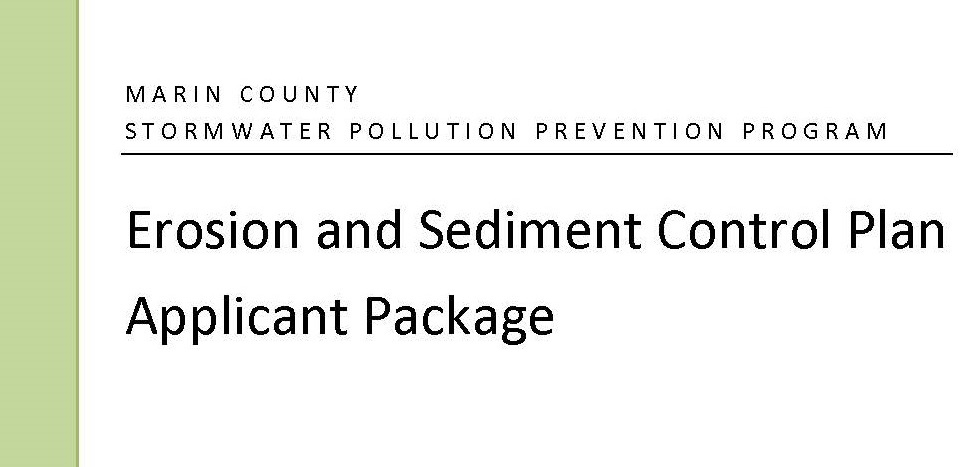 MARIN COUNTY
STORMWATER POLLUTION PREVENTION PROGRAM
Erosion and Sediment Control Plan
Applicant Package